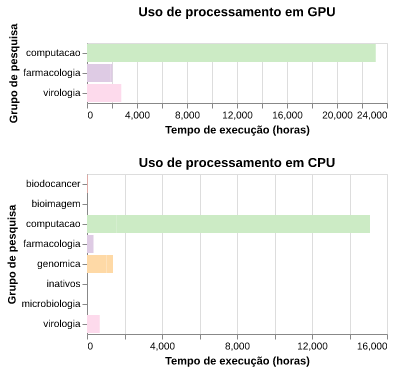 Uso de processamento em GPU
Grupo de pesquisa
computacao
farmacologia
virologia
0 4,000 8,000 12,000 16,000 20,000 24,000
Tempo de execução (horas)
Uso de processamento em CPU
Grupo de pesquisa
biodocancer
bioimagem
computacao
farmacologia
genomica
inativos
microbiologia
virologia
0 4,000 8,000 12,000 16,000
Tempo de execução (horas)